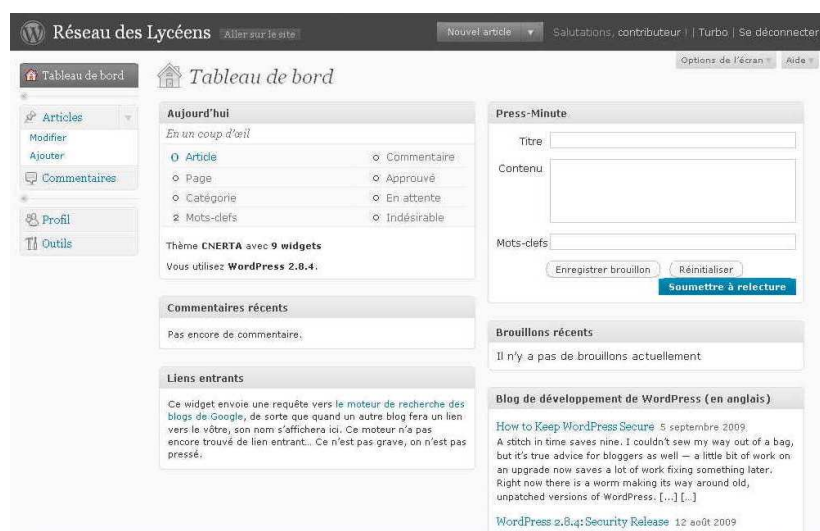 Réseau des Lycéens Aller sur le site
Nouvel article Salutations, contributeur ! | Turbo | Se déconnecter
Options de l'écran Aide
Tableau de bord
Articles
Modifier
Ajouter
Commentaires
Profil
Outils
Tableau de bord
Aujourd'hui
En un coup d'œil
0 Article 0 Commentaire
0 Page 0 Approuvé
0 Catégorie 0 En attente
2 Mots-clefs 0 Indésirable
Thème CNERTA avec 9 widgets
Vous utilisez WordPress 2.8.4.
Commentaires récents
Pas encore de commentaire.
Liens entrants
Ce widget envoie une requête vers le moteur de recherche des
blogs de Google, de sorte que quand un autre blog fera un lien
vers le vôtre, son nom s'affichera ici. Ce moteur n'a pas
encore trouvé de lien entrant... Ce n'est pas grave, on n'est pas
pressé.
Press-Minute
Titre
Contenu
Mots-clefs
Enregistrer brouillon Réinitialiser
Soumettre à relecture
Brouillons récents
Il n'y a pas de brouillons actuellement
Blog de développement de WordPress (en anglais)
How to Keep WordPress Secure 5 septembre 2009
A stitch in time saves nine. I couldn't sew my way out of a bag,
but it's true advice for bloggers as well — a little bit of work on
an upgrade now saves a lot of work fixing something later.
Right now there is a worm making its way around old,
unpatched versions of WordPress. [...] [...]
WordPress 2.8.4: Security Release 12 août 2009